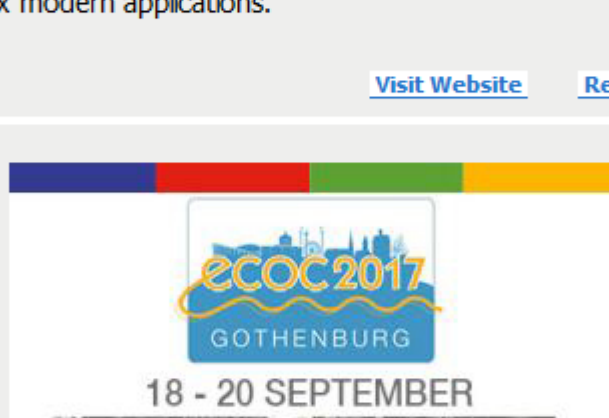 x modern applications.
Visit Website Re
ecoc2017
GOTHENBURG
18 - 20 SEPTEMBER